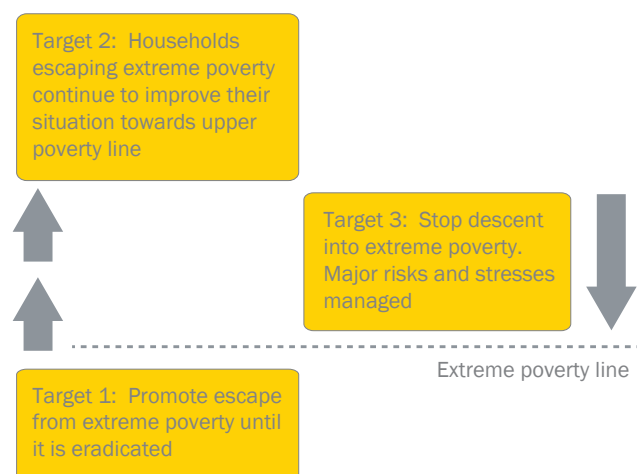 Target 2:  Households
escaping extreme poverty
continue to improve their
situation towards upper
poverty line
Target 3:  Stop descent
into extreme poverty.
Major risks and stresses
managed
Extreme poverty line
Target 1:  Promote escape
from extreme poverty until
it is eradicated